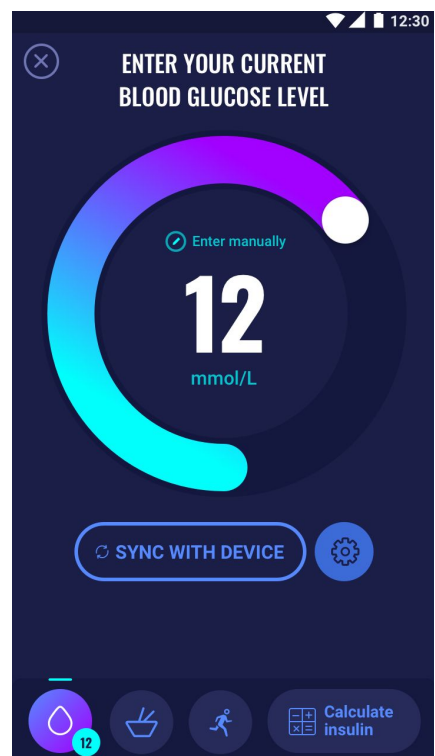 12:30
ENTER YOUR CURRENT
BLOOD GLUCOSE LEVEL
Enter manually
12
mmol/L
SYNC WITH DEVICE
12
Calculate
insulin